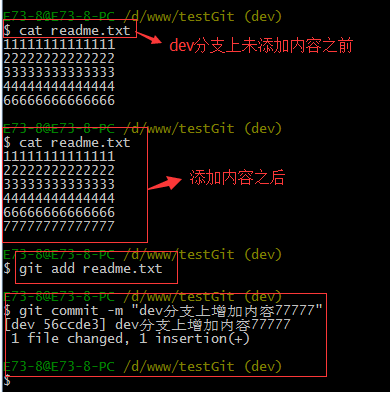 E73-8@E73-8-PC /d/www/testGit (dev)
$ cat readme.txt
dev分支上未添加内容之前
11111111111111
22222222222222
33333333333333
44444444444444
66666666666666
E73-8@E73-8-PC /d/www/testGit (dev)
$ cat readme.txt
11111111111111
22222222222222
33333333333333
添加内容之后
44444444444444
66666666666666
77777777777777
E73-8@E73-8-PC /d/www/testGit (dev)
$ git add readme.txt
E73-8@E73-8-PC /d/www/testGit (dev)
$ git commit -m "dev分支上增加内容77777"
[dev 56ccde3] dev分支上增加内容77777
1 file changed, 1 insertion(+)
E73-8@E73-8-PC /d/www/testGit (dev)
$